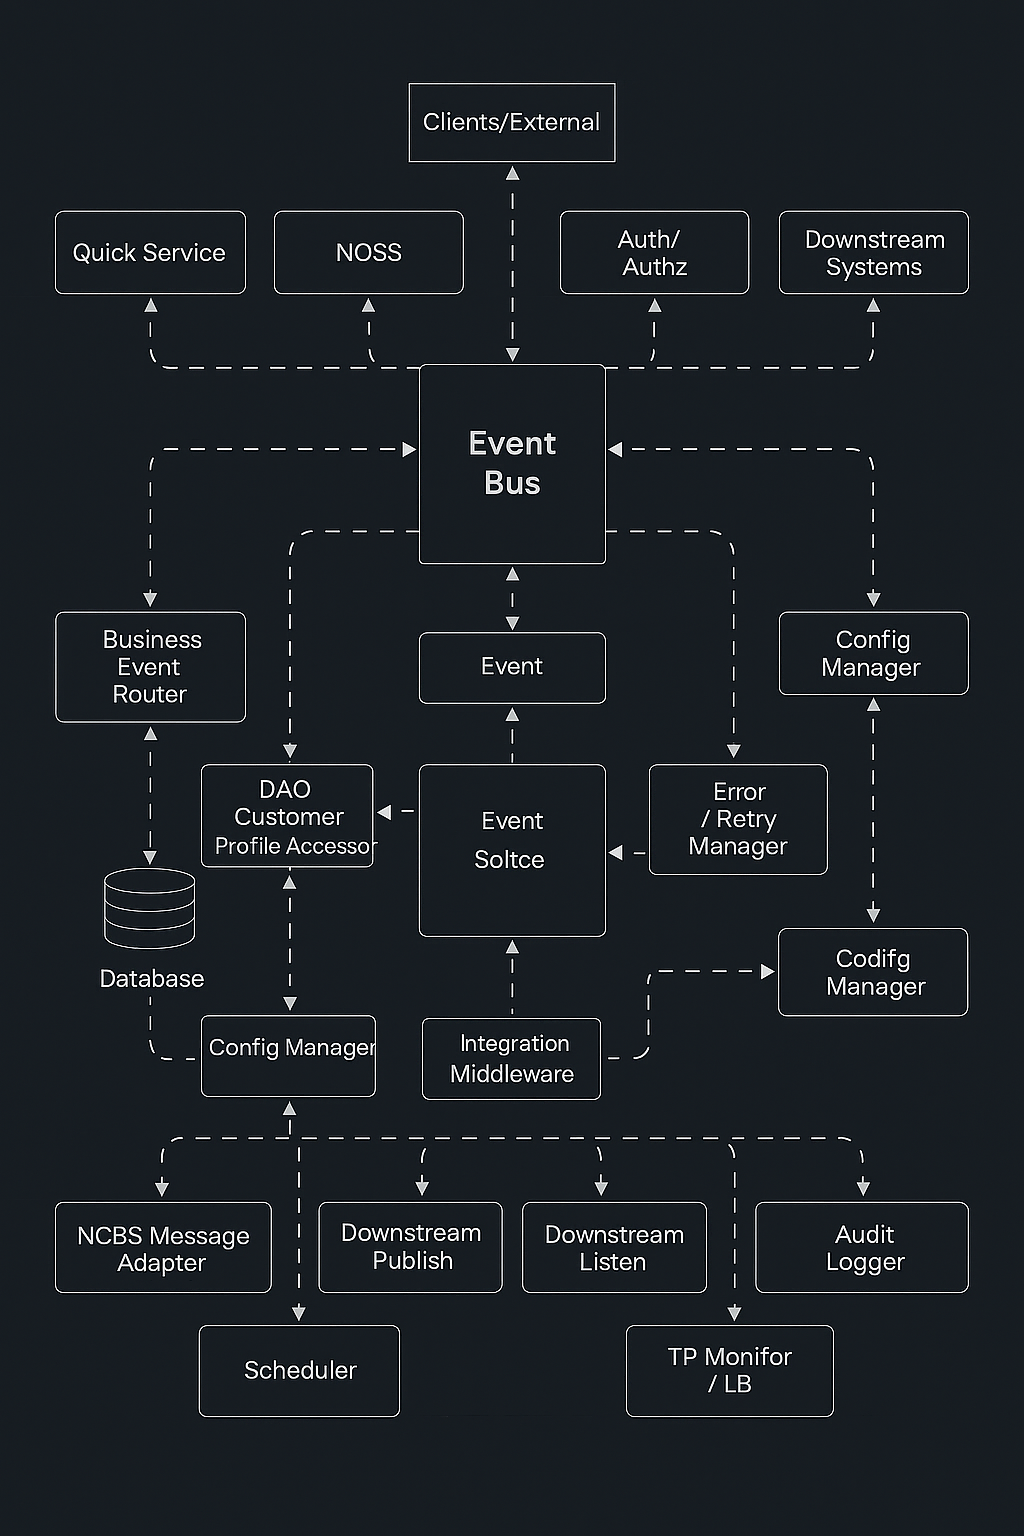 Clients/External
Quick Service
NOSS
Auth/
Authz
Downstream
Systems
Event
Bus
Business
Event
Router
Event
Config
Manager
DAO
Customer
Profile Accessor
Event
Soltce
Error
/ Retry
Manager
Database
Codifg
Manager
Config Manager
Integration
Middleware
NCBS Message
Adapter
Downstream
Publish
Downstream
Listen
Audit
Logger
Scheduler
TP Monifor
/ LB